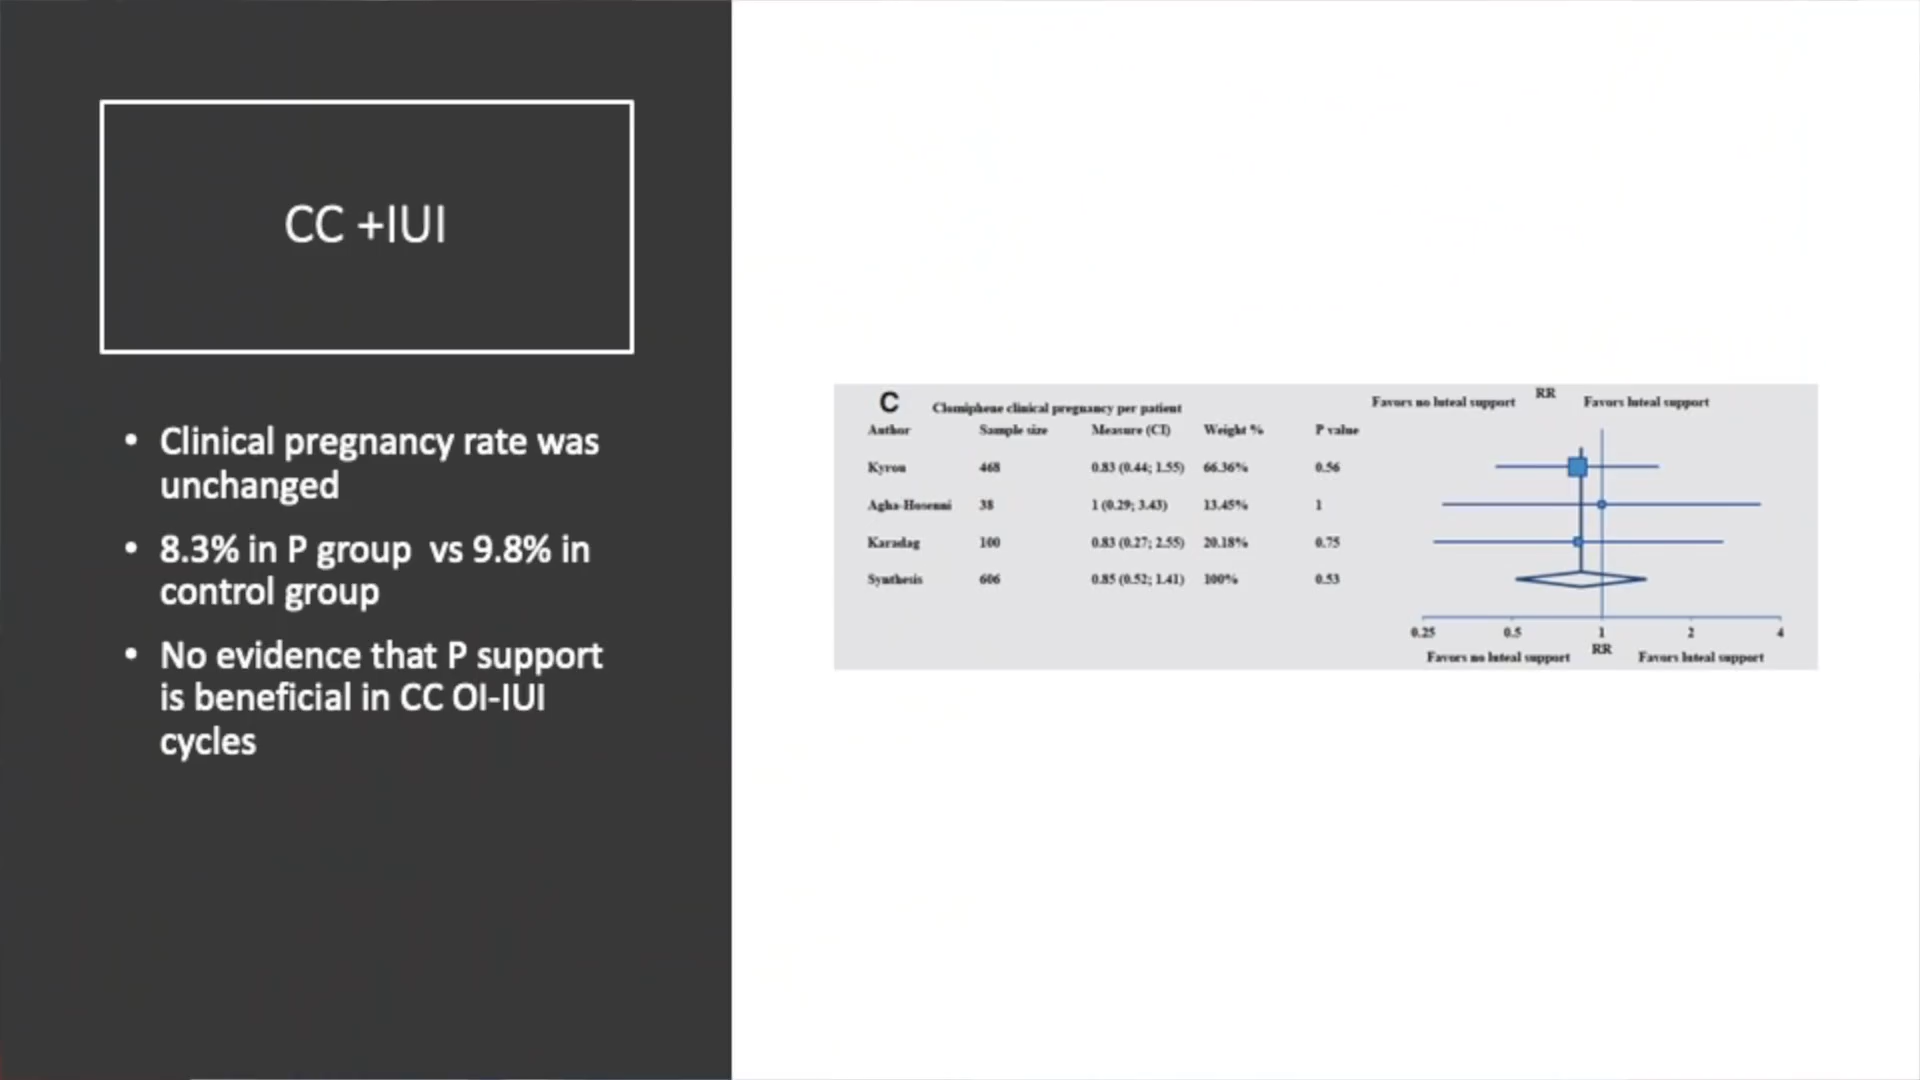 CC +IUI
• Clinical pregnancy rate was
unchanged
• 8.3% in P group vs 9.8% in
control group
• No evidence that P support
is beneficial in CC OI-IUI
cycles
C Clomiphene clinical pregnancy per patient
Favors no luteal support RR Favors luteal support
Author Sample size Measure (CI) Weight % P value
Kyrou 468 0.83 (0.44; 1.55) 66.36% 0.56
Agha-Hosenni 38 1 (0.29; 3.43) 13.45% 1
Karadag 100 0.83 (0.27; 2.55) 20.18% 0.75
Synthesis 606 0.85 (0.52; 1.41) 100% 0.53
0.25 0.5 1 2 4
Favors no luteal support RR Favors luteal support